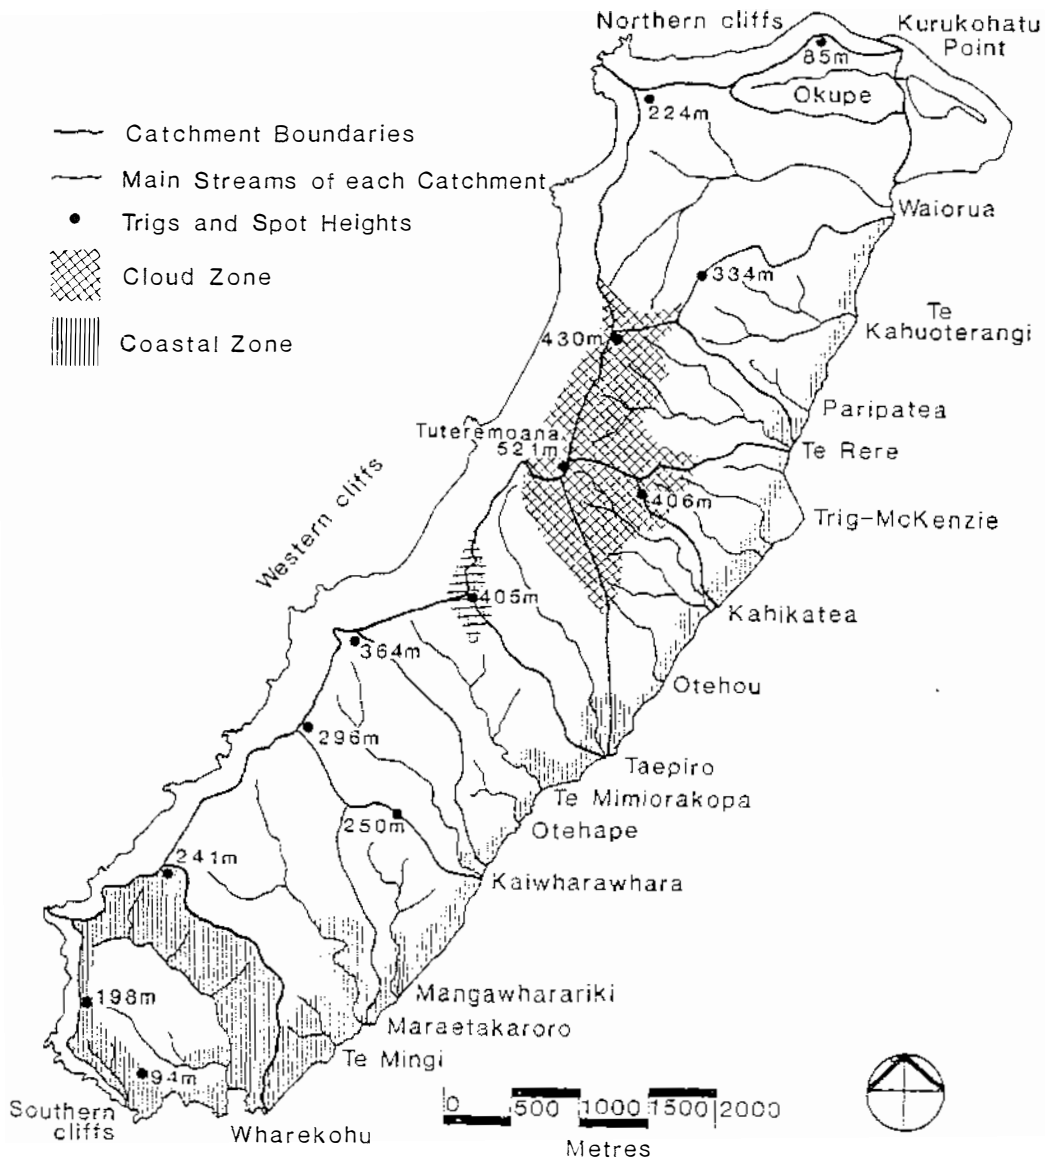 Northern cliffs
Kurukohatu
Point
85m
Okupe
224m
Catchment Boundaries
Main Streams of each Catchment
Trigs and Spot Heights
Cloud Zone
Coastal Zone
Waiorua
334m
Te
Kahuoterangi
430m
Paripatea
Tuteremoana
521m
Te Rere
406m
Trig-McKenzie
Western cliffs
405m
Kahikatea
364m
Otehou
296m
Taepiro
Te Mimiorakopa
250m
Otehape
241m
Kaiwharawhara
198m
Mangawharariki
Maraetakaroro
Te Mingi
94m
Southern
cliffs
Wharekohu
0 500 1000 1500 2000
Metres